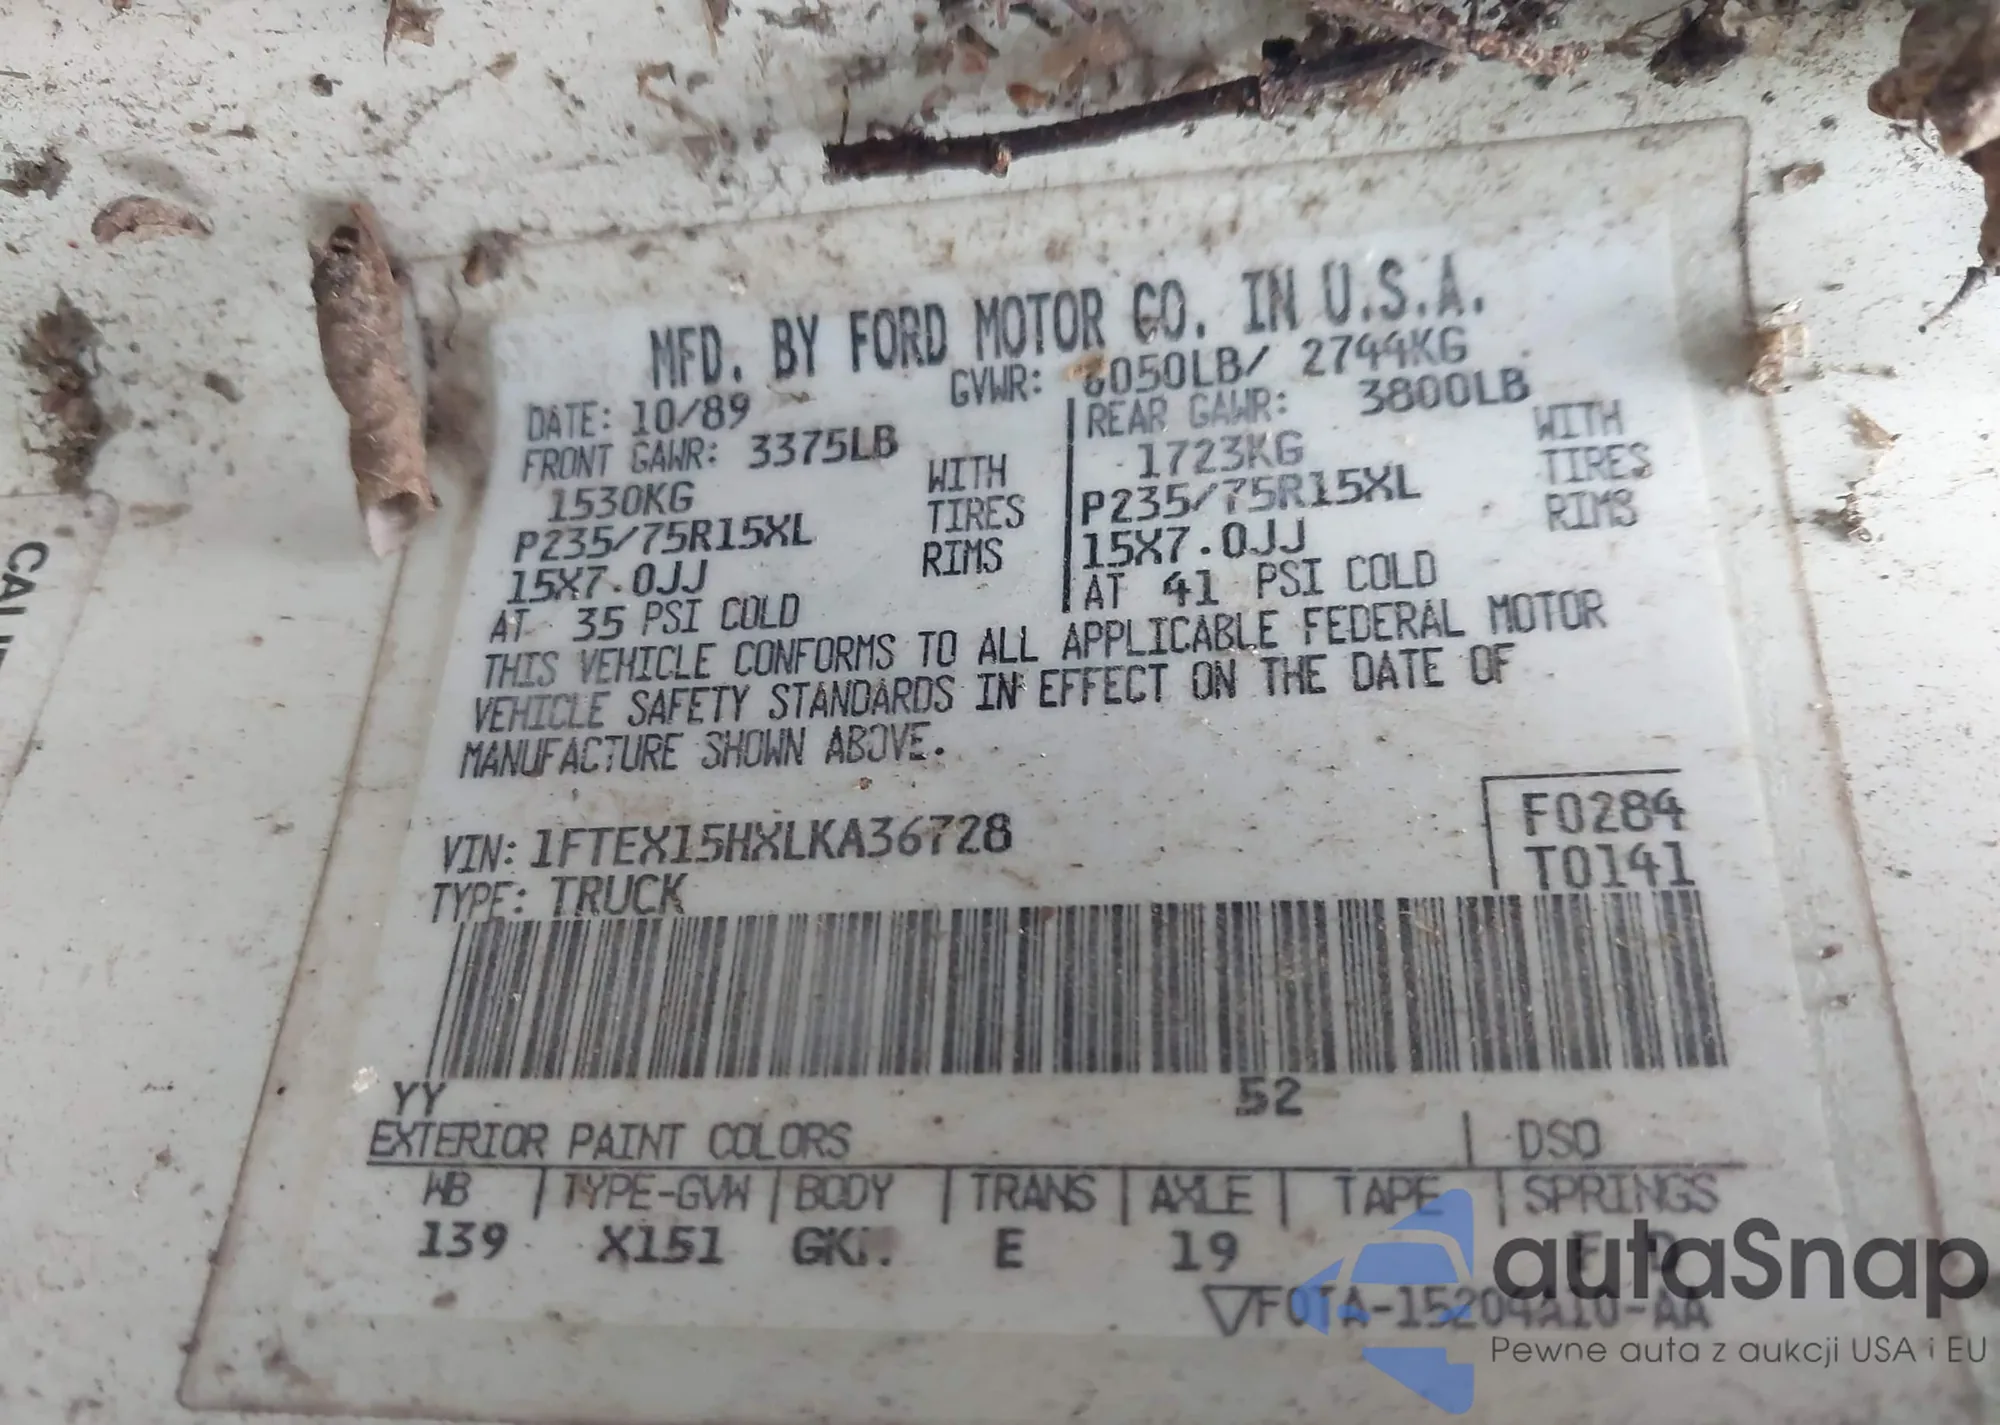 MFD. BY FORD MOTOR CO. IN U.S.A.
DATE: 10/89 GVWR: 6050LB/ 2744KG
FRONT GAWR: 3375LB REAR GAWR: 3800LB
1530KG WITH 1723KG WITH
P235/75R15XL TIRES P235/75R15XL TIRES
15X7.0JJ RIMS 15X7.0JJ RIMS
AT 35 PSI COLD AT 41 PSI COLD
THIS VEHICLE CONFORMS TO ALL APPLICABLE FEDERAL MOTOR
VEHICLE SAFETY STANDARDS IN EFFECT ON THE DATE OF
MANUFACTURE SHOWN ABOVE.
F0284
VIN: 1FTEX15HXLKA36728
T0141
TYPE: TRUCK
YY 52
EXTERIOR PAINT COLORS DSO
WB TYPE-GVW BODY TRANS AXLE TAPE SPRINGS
139 X151 E 19
autaSnap
Pewne auta z aukcji USA i EU